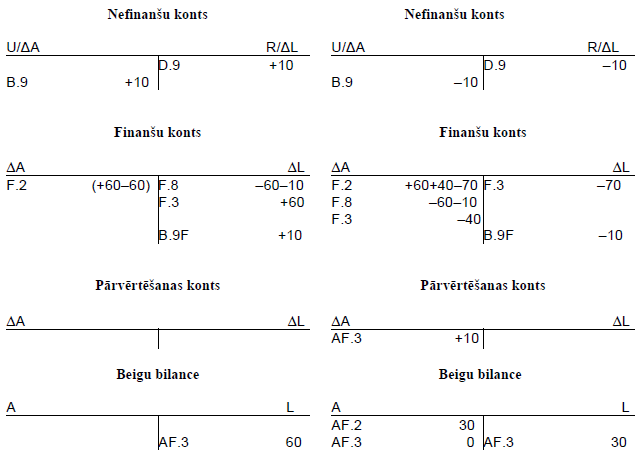 Nefinanšu konts
U/ΔA R/ΔL
D.9 +10
B.9 +10
Finanšu konts
ΔA ΔL
F.2 (+60–60) F.8 –60–10
F.3 +60
B.9F +10
Pārvērtēšanas konts
ΔA ΔL
Beigu bilance
A L
AF.3 60
Nefinanšu konts
U/ΔA R/ΔL
D.9 –10
B.9 –10
Finanšu konts
ΔA ΔL
F.2 +60+40–70 F.3 –70
F.8 –60–10
F.3 –40
B.9F –10
Pārvērtēšanas konts
ΔA ΔL
AF.3 +10
Beigu bilance
A L
AF.2 30
AF.3 0 AF.3 30